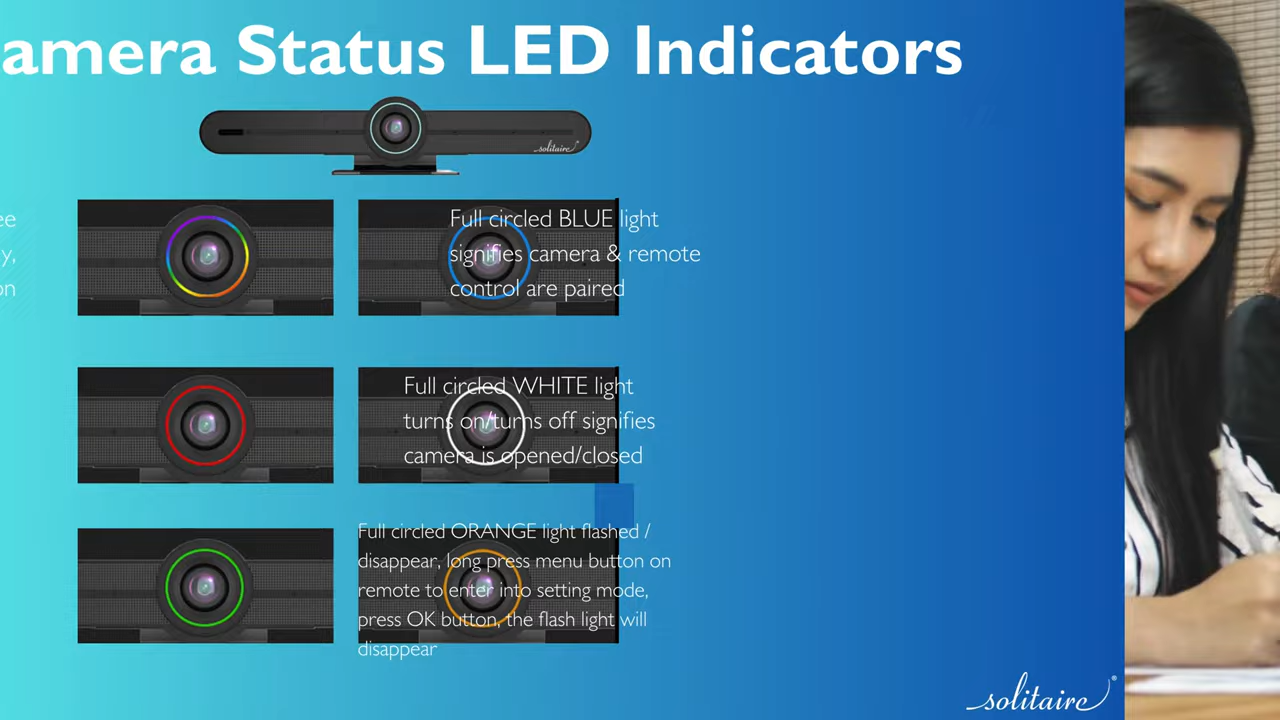 amera Status LED Indicators
solitaire
ee
y,
on
Full circled BLUE light
signifies camera & remote
control are paired
Full circled WHITE light
turns on/turns off signifies
camera is opened/closed
Full circled ORANGE light flashed /
disappear, long press menu button on
remote to enter into setting mode,
press OK button, the flash light will
disappear
solitaire®